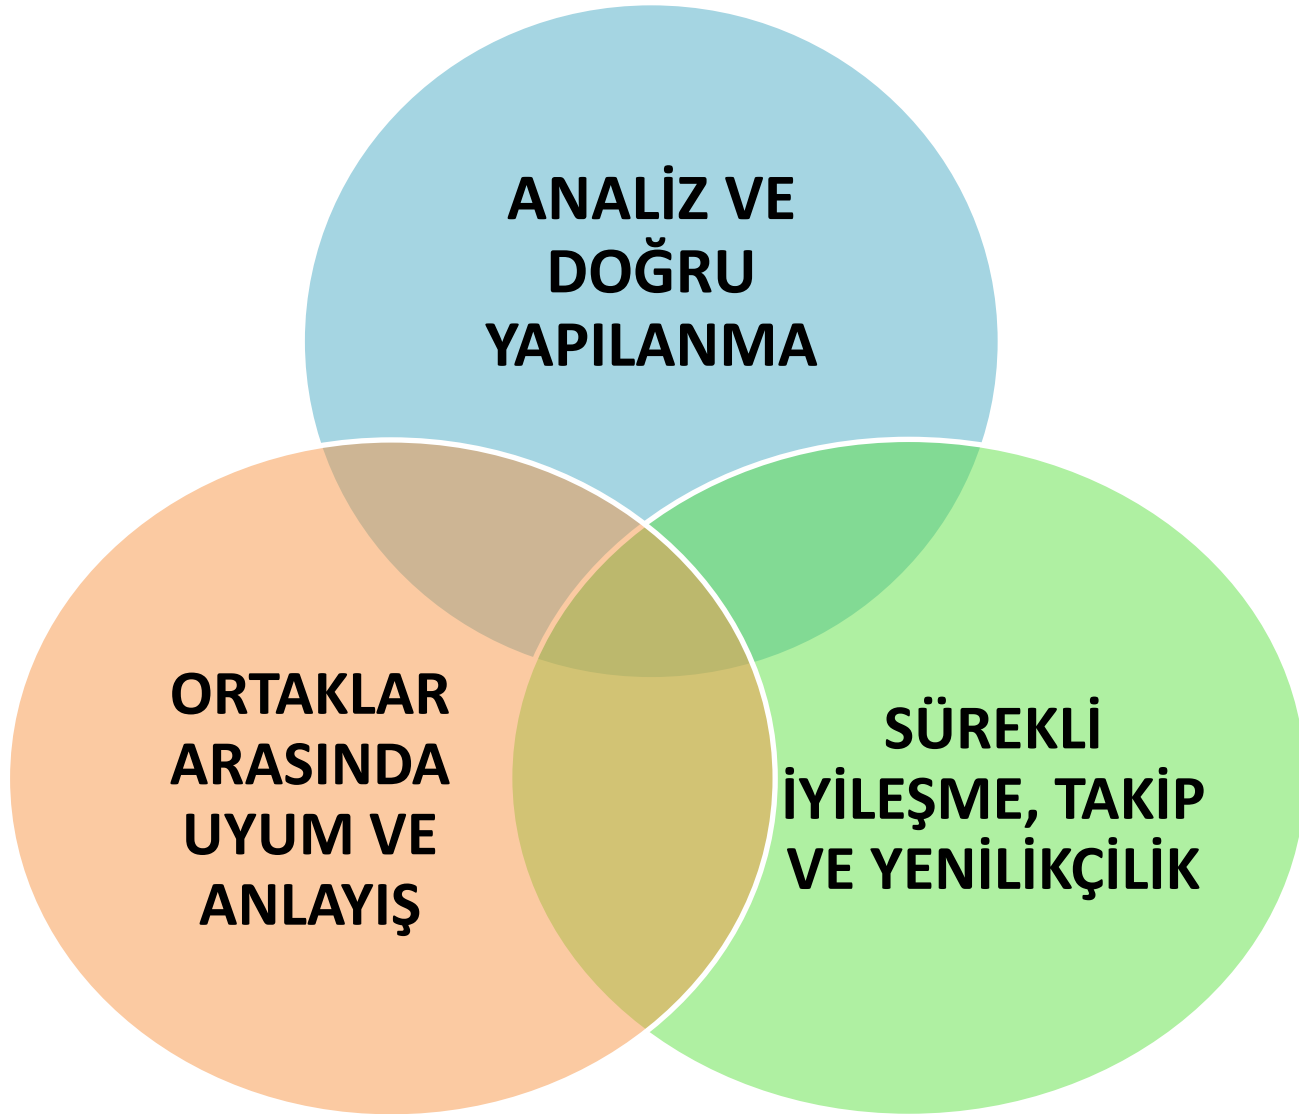 ANALİZ VE
DOĞRU
YAPILANMA
ORTAKLAR
ARASINDA
UYUM VE
ANLAYIŞ
SÜREKLİ
İYİLEŞME, TAKİP
VE YENİLİKÇİLİK